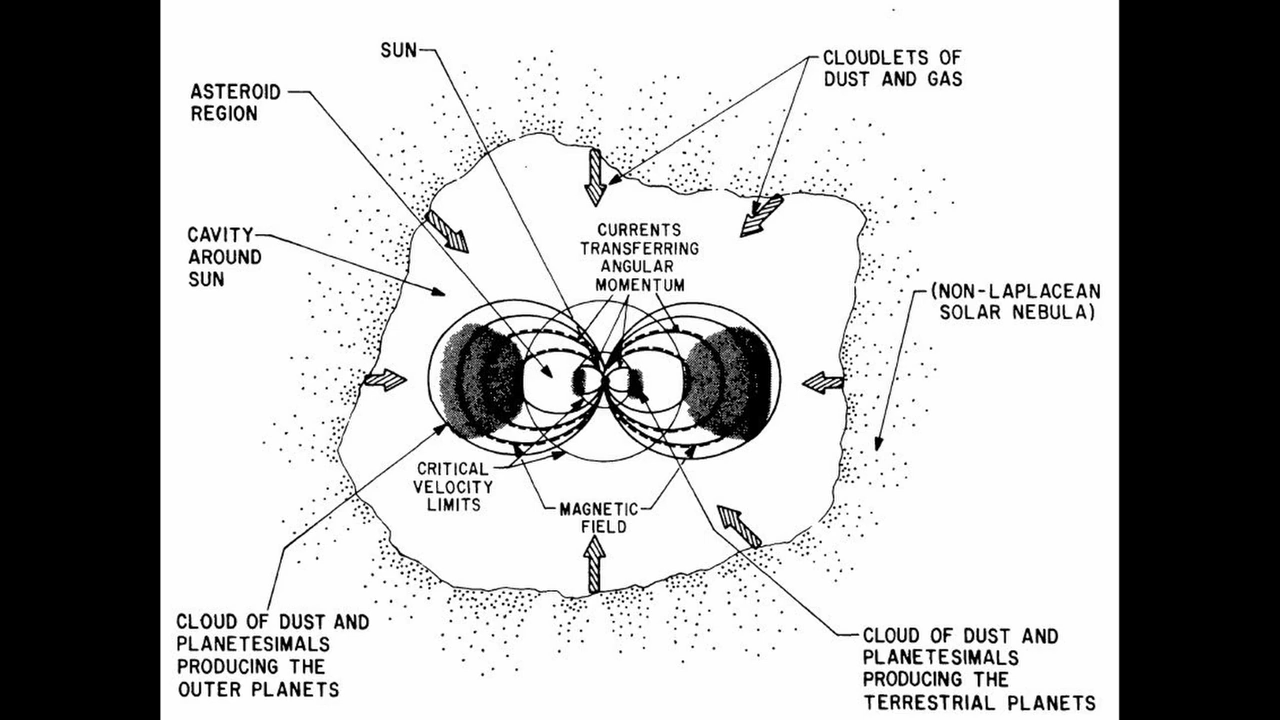 SUN
CLOUDLETS OF
DUST AND GAS
ASTEROID
REGION
CAVITY
AROUND
SUN
CURRENTS
TRANSFERRING
ANGULAR
MOMENTUM
(NON-LAPLACEAN
SOLAR NEBULA)
CRITICAL
VELOCITY
LIMITS
MAGNETIC
FIELD
CLOUD OF DUST AND
PLANETESIMALS
PRODUCING THE
OUTER PLANETS
CLOUD OF DUST AND
PLANETESIMALS
PRODUCING THE
TERRESTRIAL PLANETS